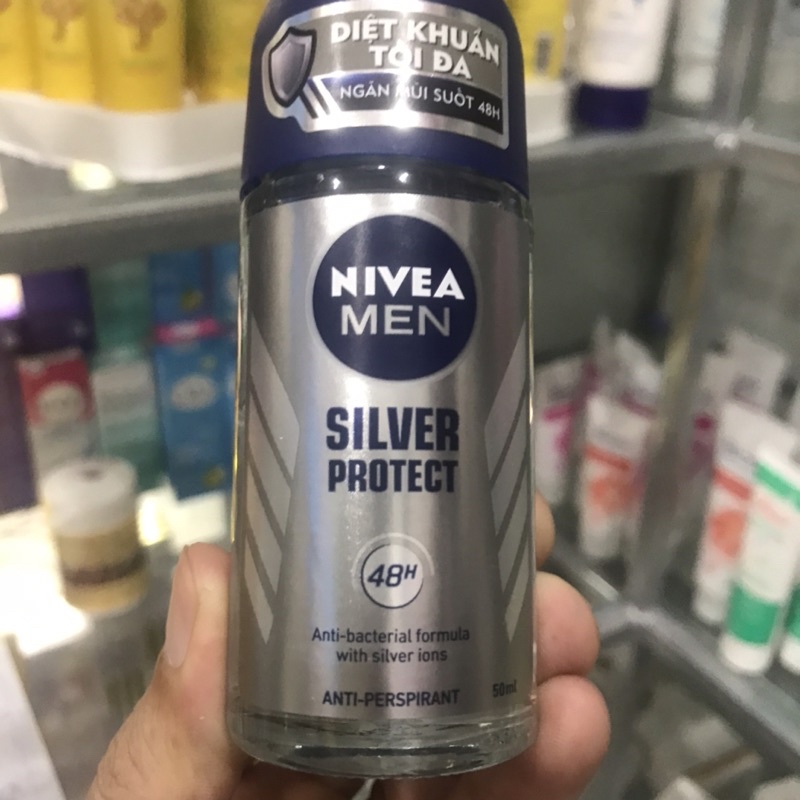 DIỆT KHUẨN
TỐI ĐA
NGĂN MÙI SUỐT 48H
NIVEA
MEN
SILVER
PROTECT
48H
Anti-bacterial formula
with silver ions
ANTI-PERSPIRANT
50ml